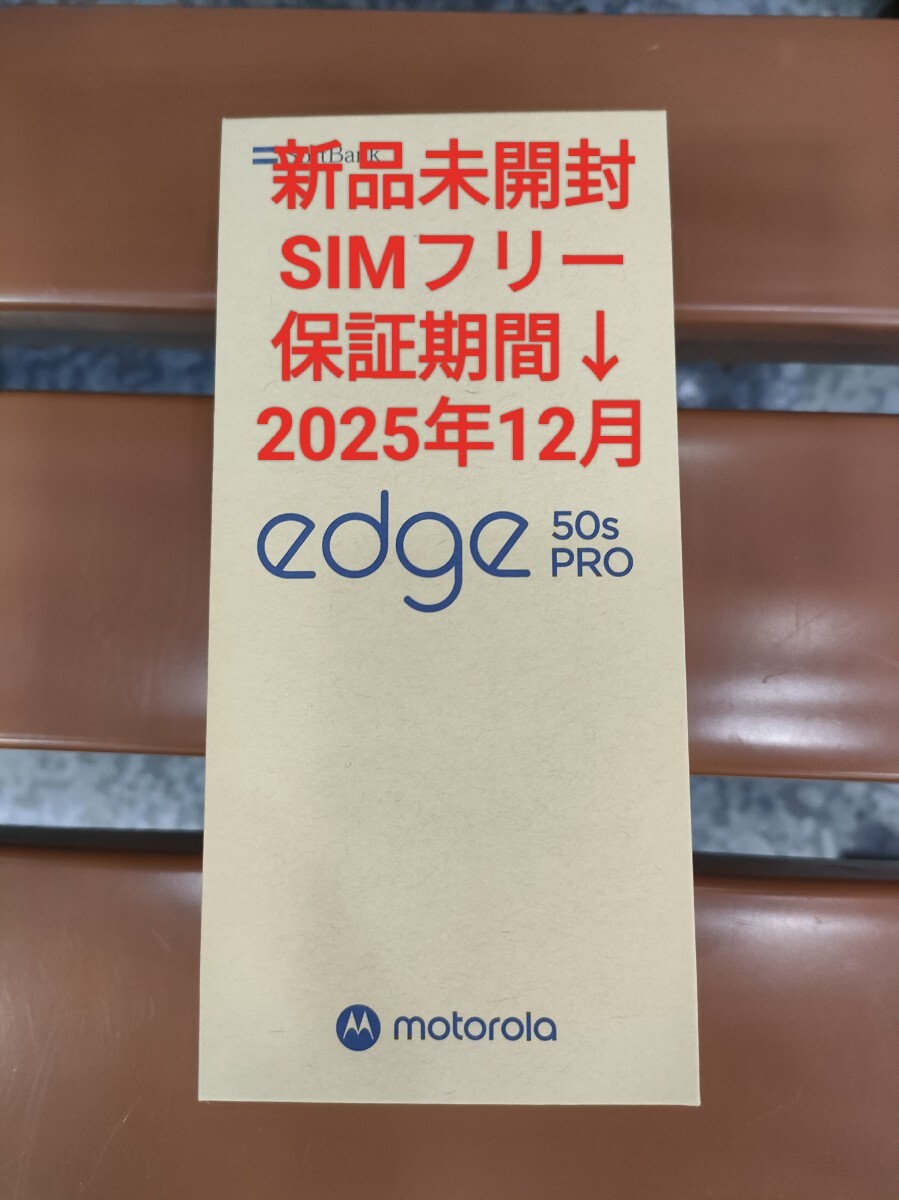 SoftBank
新品未開封
SIMフリー
保証期間↓
2025年12月
edge 50s
PRO
motorola